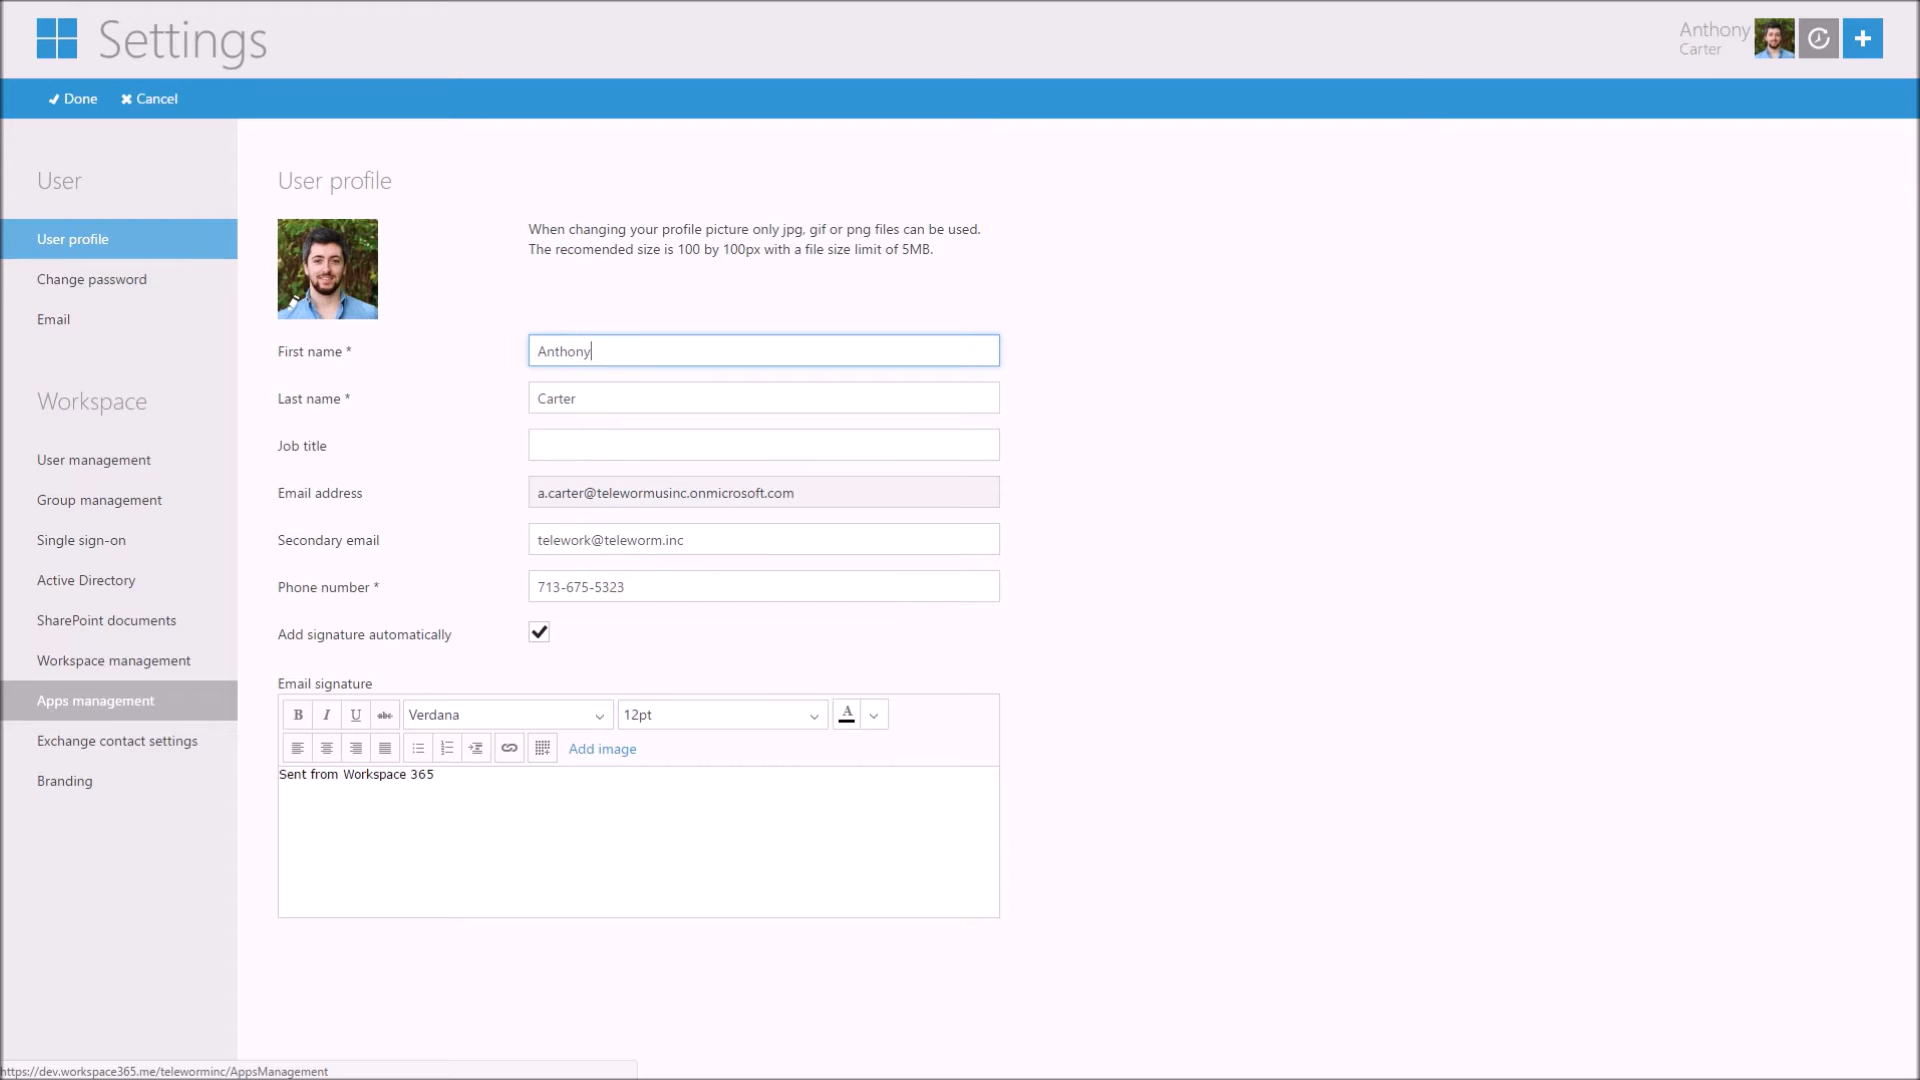 Settings
Anthony
Carter
Done
Cancel
User
User profile
Change password
Email
Workspace
User management
Group management
Single sign-on
Active Directory
SharePoint documents
Workspace management
Apps management
Exchange contact settings
Branding
User profile
When changing your profile picture only jpg, gif or png files can be used.
The recomended size is 100 by 100px with a file size limit of 5MB.
First name * Anthony
Last name * Carter
Job title
Email address a.carter@telewormusinc.onmicrosoft.com
Secondary email telework@teleworm.inc
Phone number * 713-675-5323
Add signature automatically
Email signature
B I U abc Verdana 12pt A
Add image
Sent from Workspace 365
https://dev.workspace365.me/teleworminc/AppsManagement